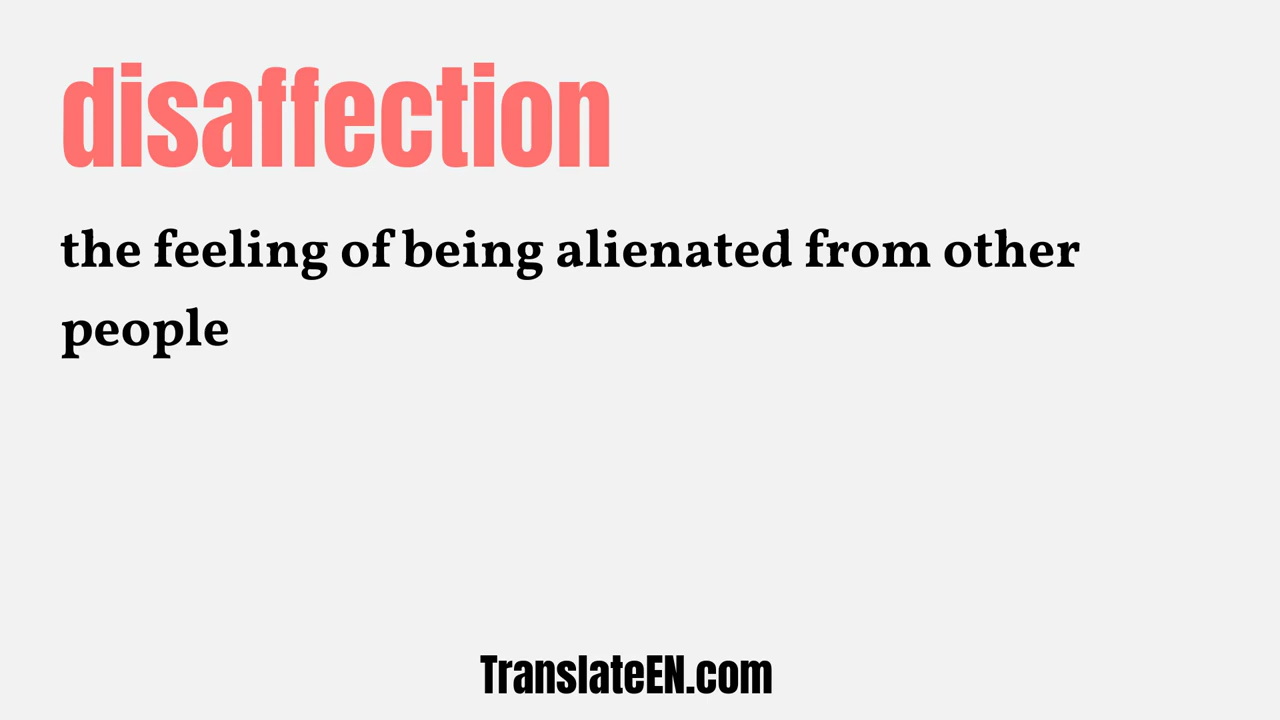 disaffection
the feeling of being alienated from other
people
TranslateEN.com